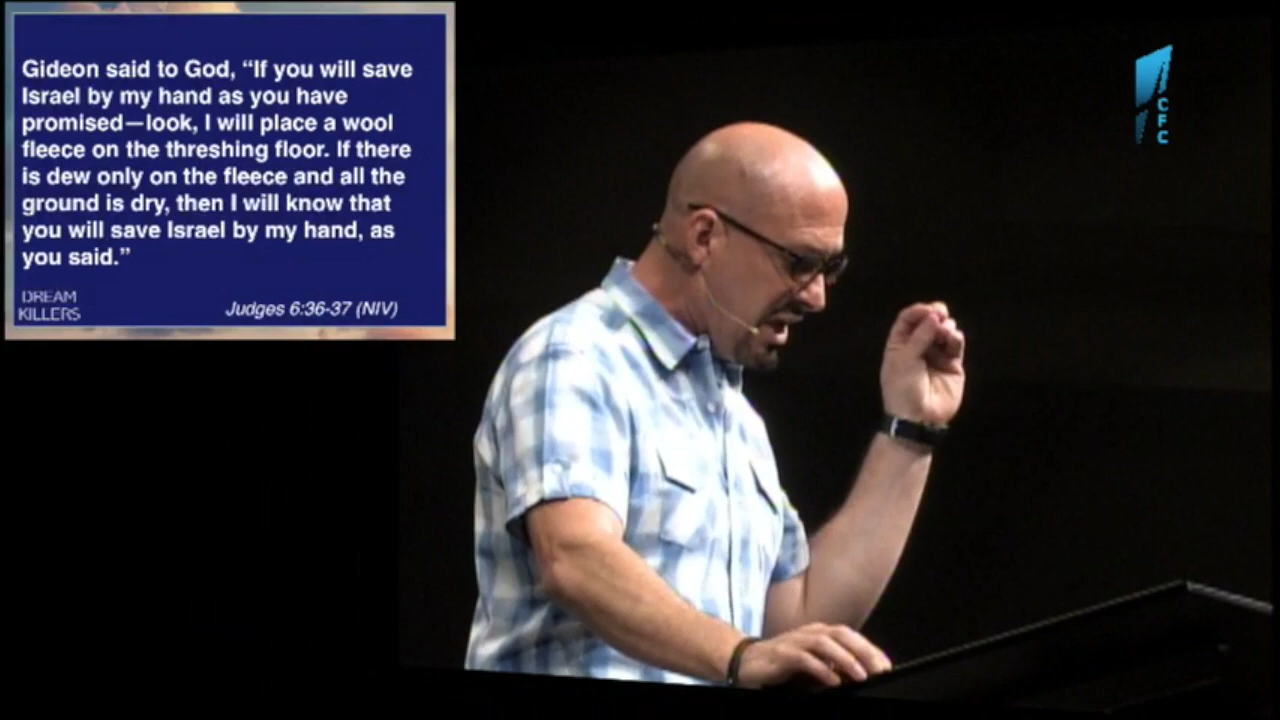 Gideon said to God, “If you will save
Israel by my hand as you have
promised—look, I will place a wool
fleece on the threshing floor. If there
is dew only on the fleece and all the
ground is dry, then I will know that
you will save Israel by my hand, as
you said.”
DREAM
KILLERS
Judges 6:36-37 (NIV)
CFC